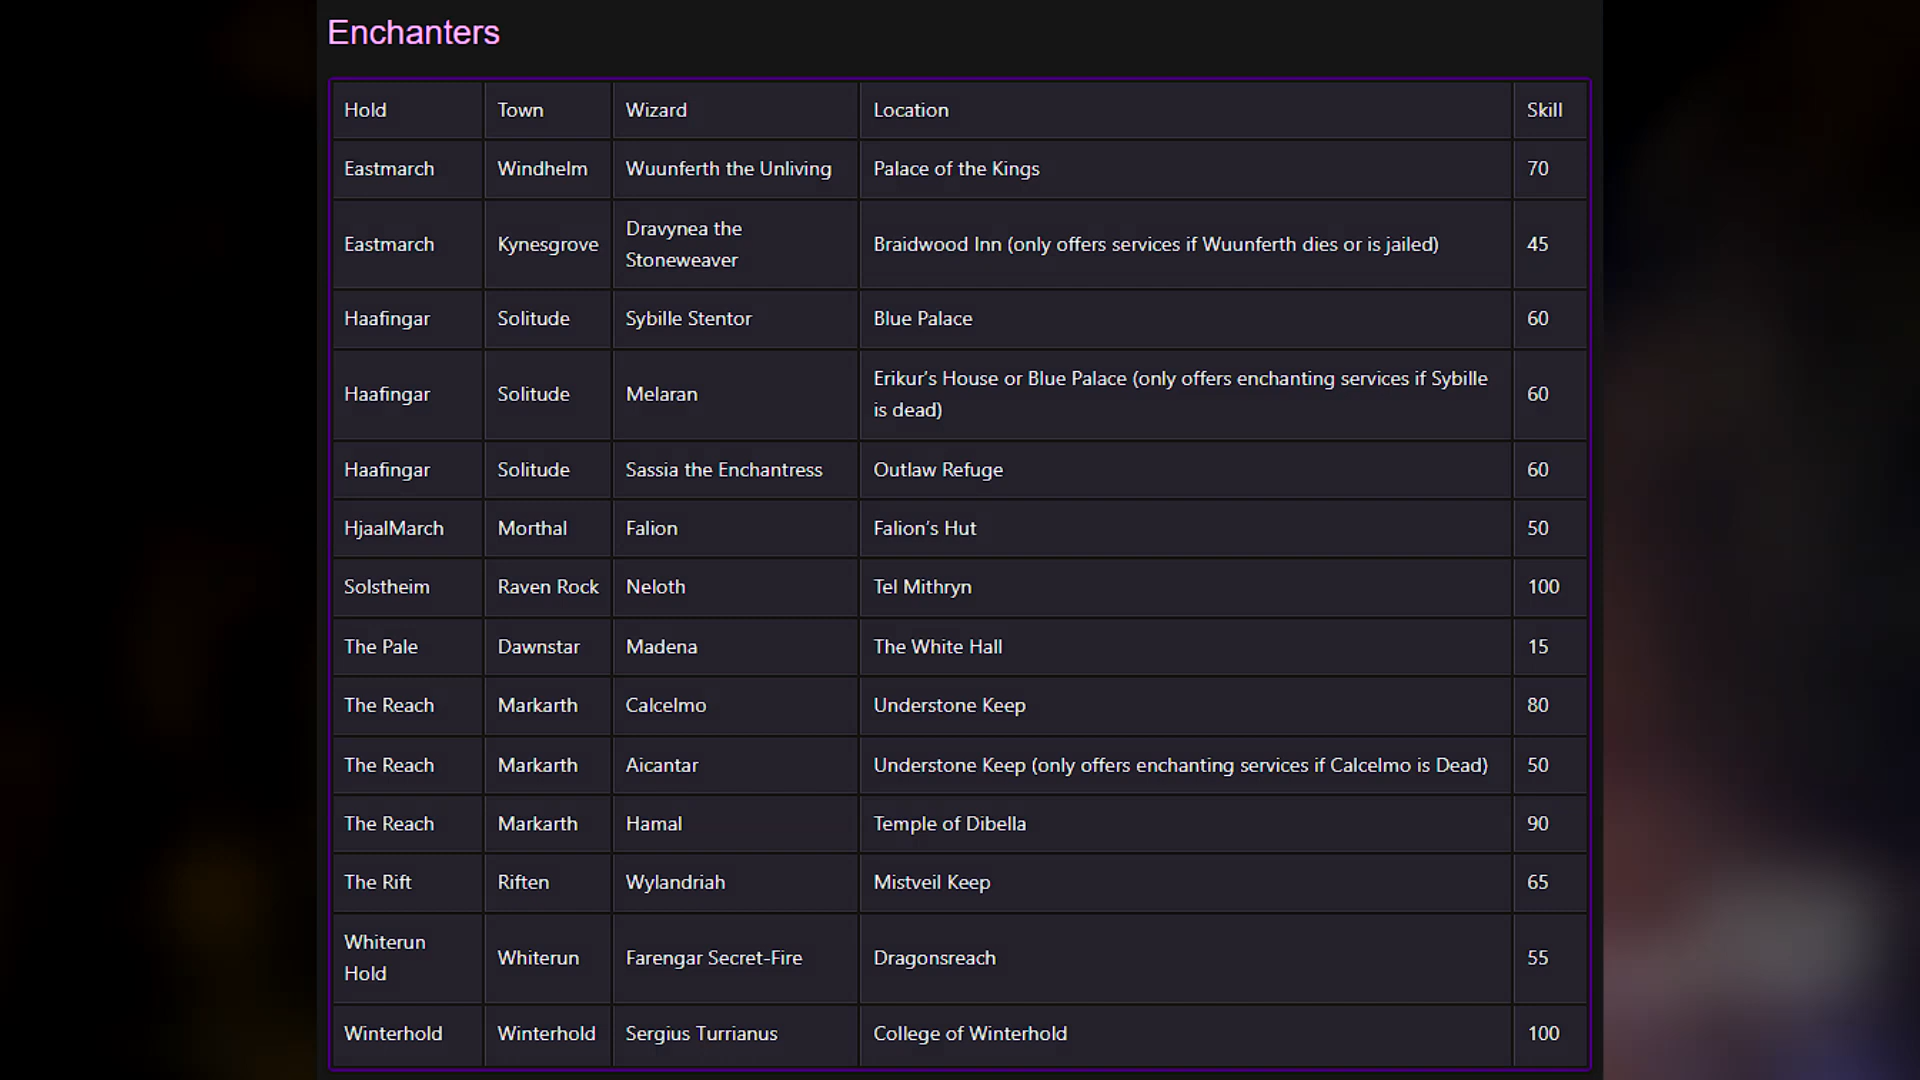 Enchanters
Hold Town Wizard Location Skill
Eastmarch Windhelm Wuunferth the Unliving Palace of the Kings 70
Eastmarch Kynesgrove Dravynea the Braidwood Inn (only offers services if Wuunferth dies or is jailed) 45
Stoneweaver
Haafingar Solitude Sybille Stentor Blue Palace 60
Haafingar Solitude Melaran Erikur’s House or Blue Palace (only offers enchanting services if Sybille 60
is dead)
Haafingar Solitude Sassia the Enchantress Outlaw Refuge 60
HjaalMarch Morthal Falion Falion’s Hut 50
Solstheim Raven Rock Neloth Tel Mithryn 100
The Pale Dawnstar Madena The White Hall 15
The Reach Markarth Calcelmo Understone Keep 80
The Reach Markarth Aicantar Understone Keep (only offers enchanting services if Calcelmo is Dead) 50
The Reach Markarth Hamal Temple of Dibella 90
The Rift Riften Wylandriah Mistveil Keep 65
Whiterun Whiterun Farengar Secret-Fire Dragonsreach 55
Hold
Winterhold Winterhold Sergius Turrianus College of Winterhold 100